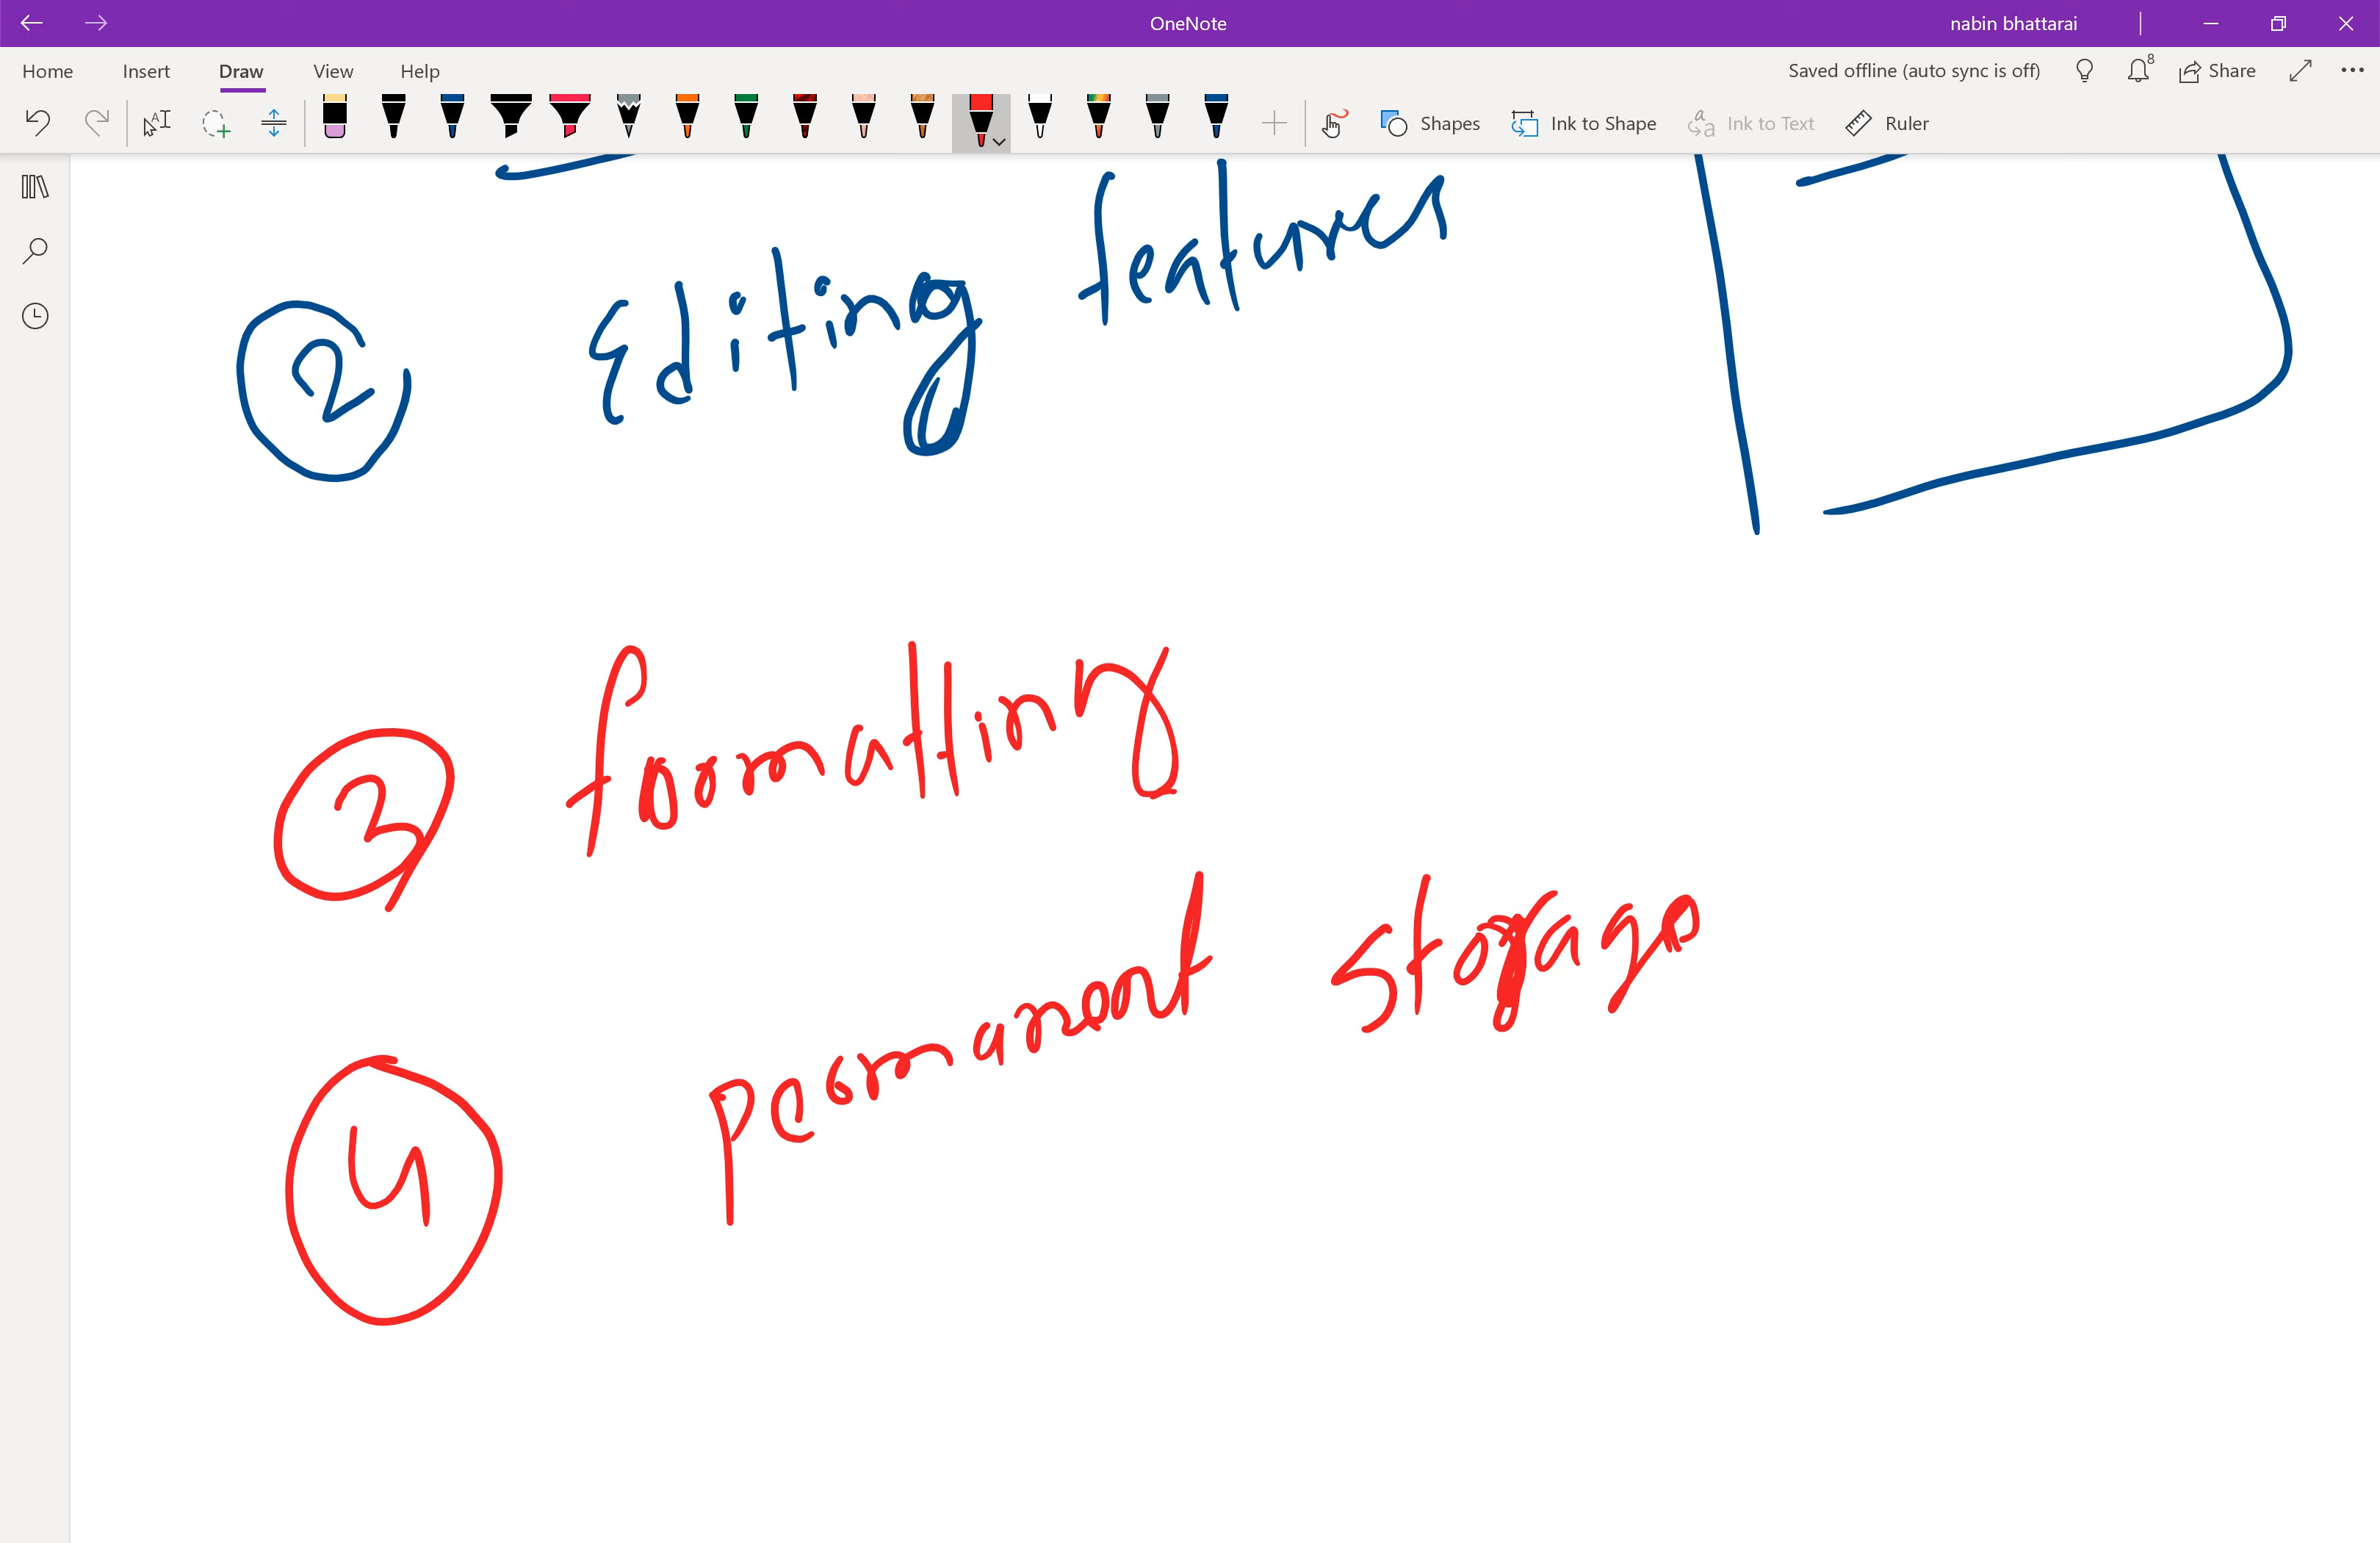 OneNote
nabin bhattarai
Home Insert Draw View Help
Saved offline (auto sync is off) 8 Share
Shapes Ink to Shape Ink to Text Ruler
2 Editing features
3 formatting
4 Permanent Storage